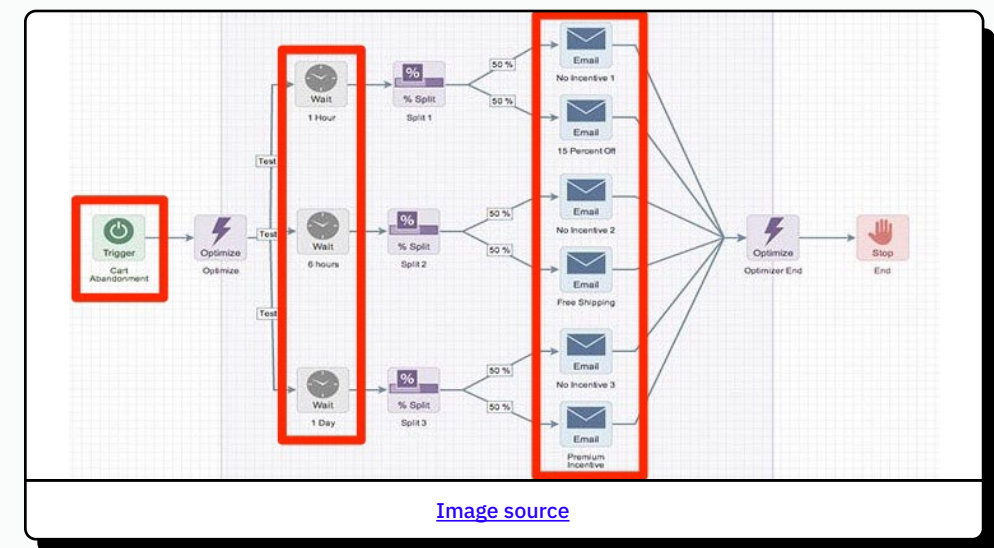 Trigger
Cart
Abandonment
Optimize
Optimize
Test
Test
Test
Wait
1 Hour
%
% Split
Split 1
50 %
50 %
Email
No Incentive 1
Email
15 Percent Off
Wait
6 hours
%
% Split
Split 2
50 %
50 %
Email
No Incentive 2
Email
Free Shipping
Wait
1 Day
%
% Split
Split 3
50 %
50 %
Email
No Incentive 3
Email
Premium
Incentive
Optimize
Optimizer End
Stop
End
Image source